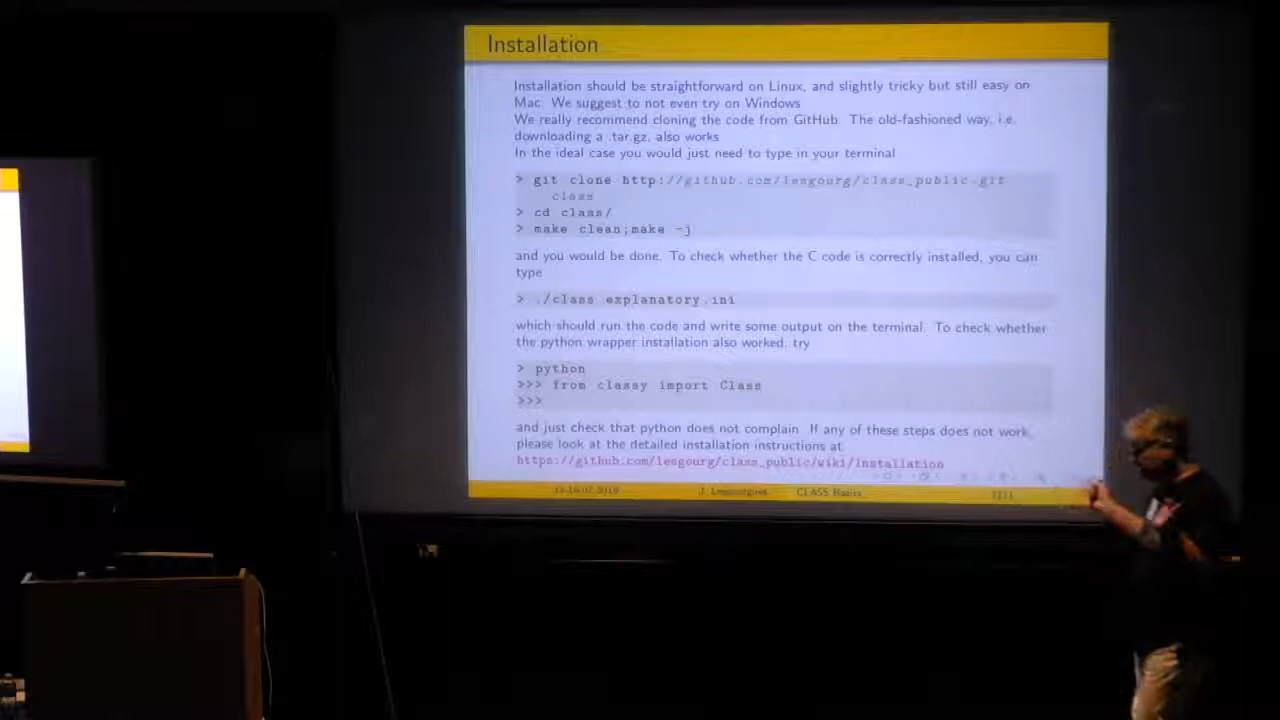 Installation
Installation should be straightforward on Linux, and slightly tricky but still easy on
Mac. We suggest to not even try on Windows
We really recommend cloning the code from GitHub. The old-fashioned way, i.e.
downloading a .tar.gz, also works
In the ideal case you would just need to type in your terminal
> git clone http://github.com/lesgourg/class_public.git
class
> cd class/
> make clean;make -j
and you would be done. To check whether the C code is correctly installed, you can
type
> ./class explanatory.ini
which should run the code and write some output on the terminal. To check whether
the python wrapper installation also worked, try
> python
>>> from classy import Class
>>>
and just check that python does not complain. If any of these steps does not work,
please look at the detailed installation instructions at
https://github.com/lesgourg/class_public/wiki/Installation
J. Lesgourgues CLASS Basics